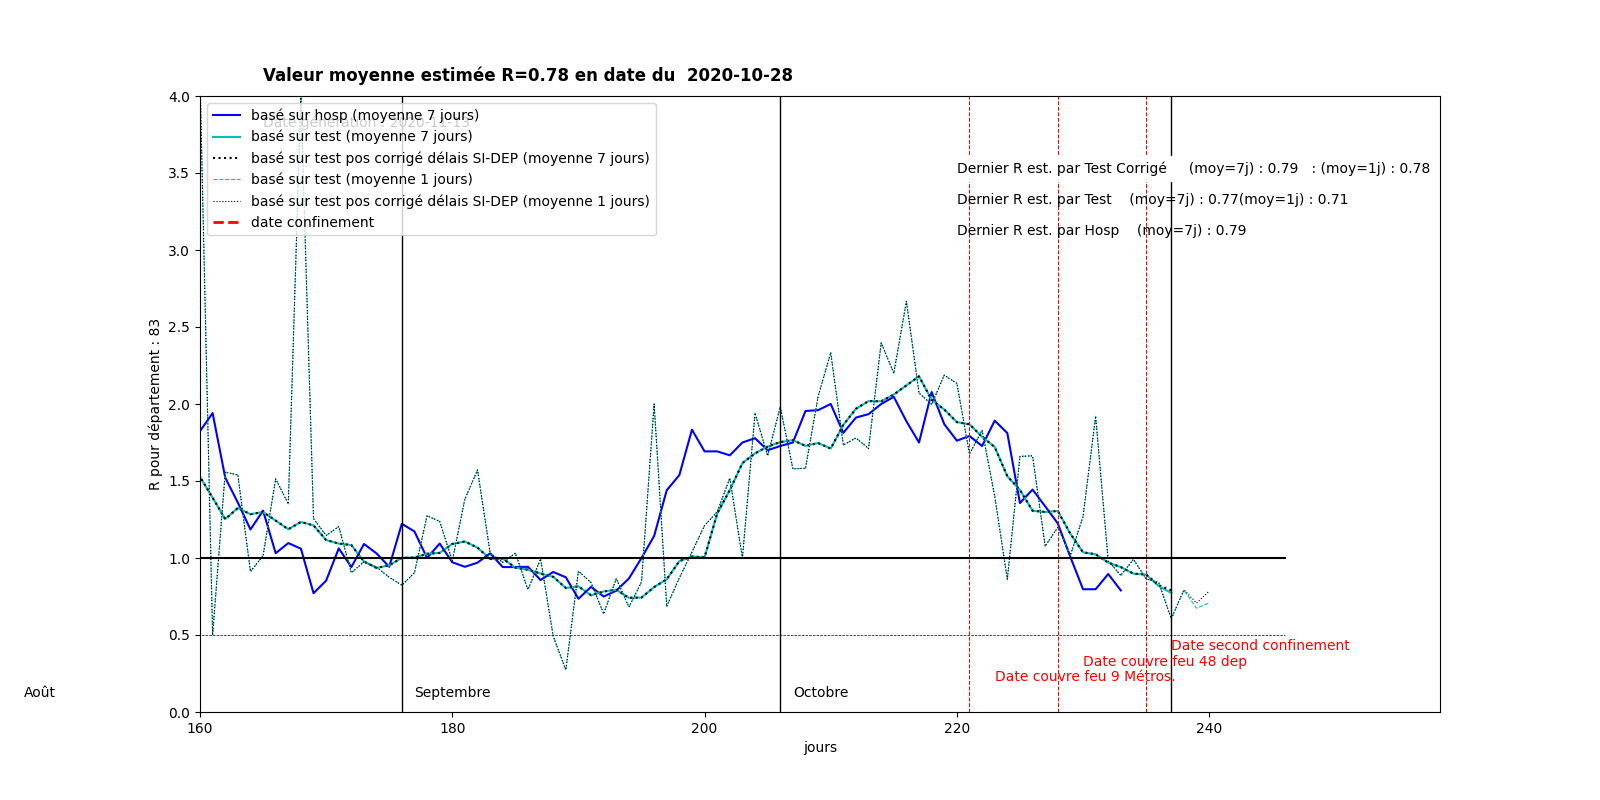 Valeur moyenne estimée R=0.78 en date du  2020-10-28
4.0
3.5
3.0
2.5
2.0
1.5
1.0
0.5
0.0
R pour département : 83
basé sur hosp (moyenne 7 jours)
Date génération : 2020-11-13
basé sur test (moyenne 7 jours)
basé sur test pos corrigé délais SI-DEP (moyenne 7 jours)
basé sur test (moyenne 1 jours)
basé sur test pos corrigé délais SI-DEP (moyenne 1 jours)
date confinement
Dernier R est. par Test Corrigé     (moy=7j) : 0.79   : (moy=1j) : 0.78
Dernier R est. par Test    (moy=7j) : 0.77(moy=1j) : 0.71
Dernier R est. par Hosp    (moy=7j) : 0.79
Date second confinement
Date couvre feu 48 dep
Date couvre feu 9 Métros.
Août
Septembre
Octobre
160
180
200
220
240
jours